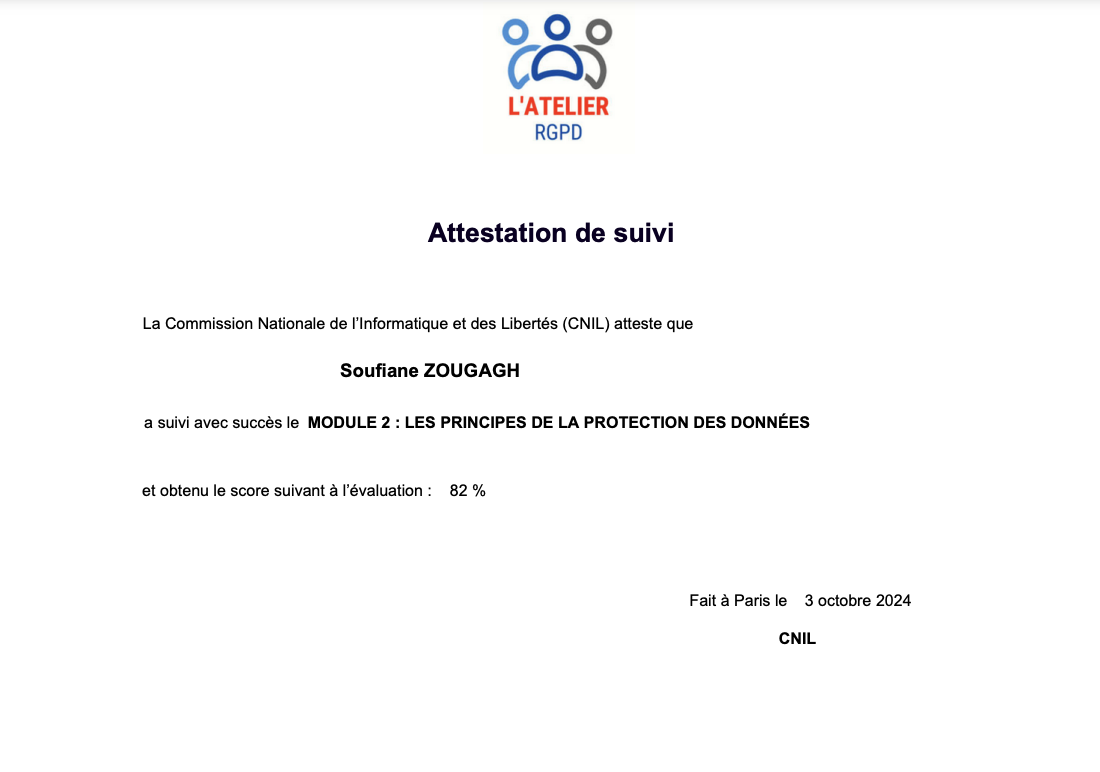 L'ATELIER
RGPD
Attestation de suivi
La Commission Nationale de l’Informatique et des Libertés (CNIL) atteste que
Soufiane ZOUGAGH
a suivi avec succès le MODULE 2 : LES PRINCIPES DE LA PROTECTION DES DONNÉES
et obtenu le score suivant à l’évaluation : 82 %
Fait à Paris le 3 octobre 2024
CNIL